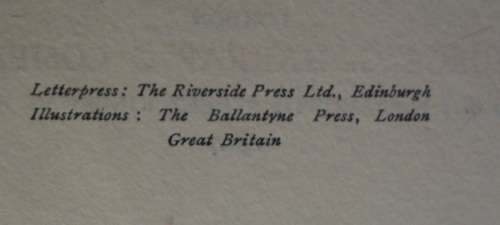 Letterpress: The Riverside Press Ltd., Edinburgh
Illustrations : The Ballantyne Press, London
Great Britain